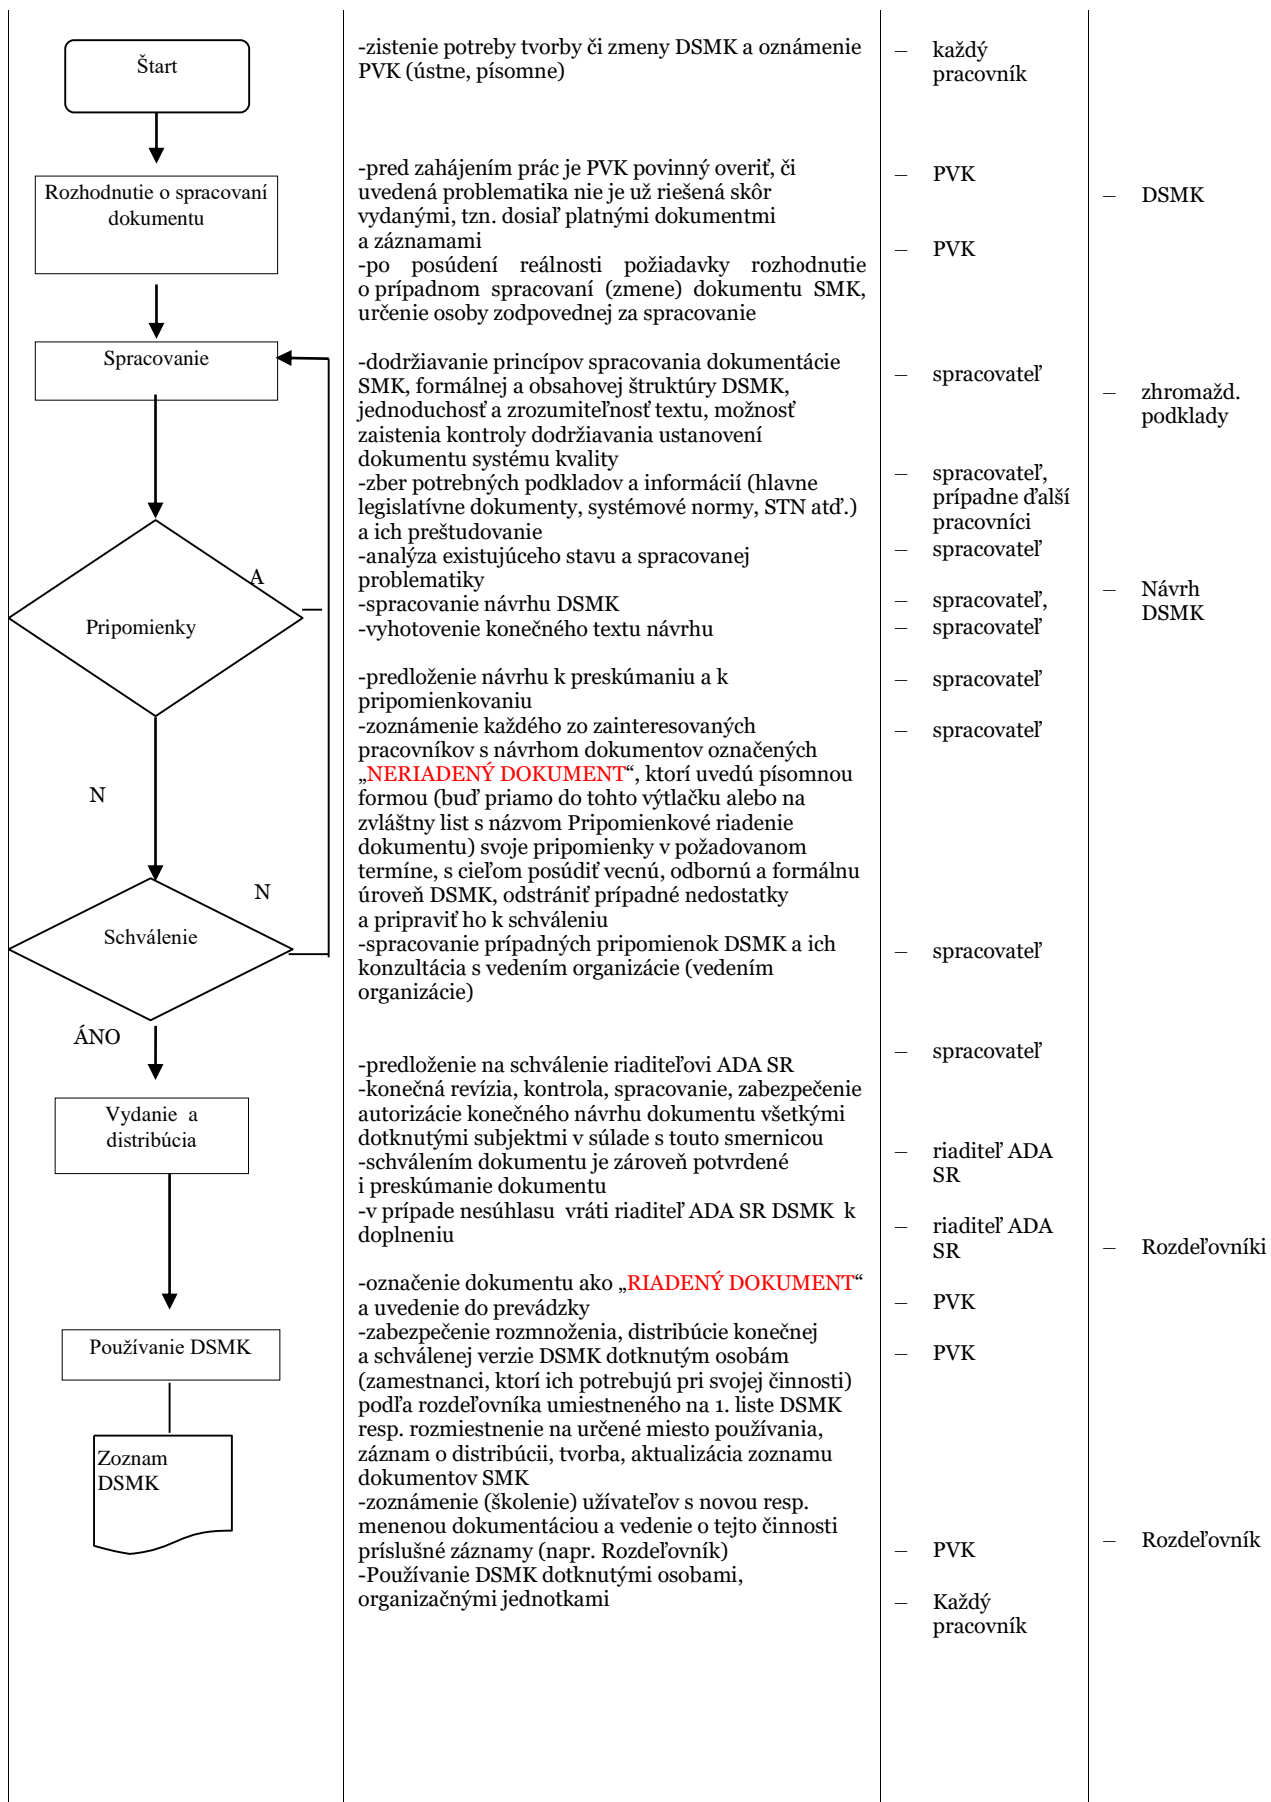 Štart
Rozhodnutie o spracovaní
dokumentu
Spracovanie
A
Pripomienky
N
N
Schválenie
ÁNO
Vydanie a
distribúcia
Používanie DSMK
Zoznam
DSMK
-zistenie potreby tvorby či zmeny DSMK a oznámenie
PVK (ústne, písomne)
-pred zahájením prác je PVK povinný overiť, či
uvedená problematika nie je už riešená skôr
vydanými, tzn. dosiaľ platnými dokumentmi
a záznamami
-po posúdení reálnosti požiadavky rozhodnutie
o prípadnom spracovaní (zmene) dokumentu SMK,
určenie osoby zodpovednej za spracovanie
-dodržiavanie princípov spracovania dokumentácie
SMK, formálnej a obsahovej štruktúry DSMK,
jednoduchosť a zrozumiteľnosť textu, možnosť
zaistenia kontroly dodržiavania ustanovení
dokumentu systému kvality
-zber potrebných podkladov a informácií (hlavne
legislatívne dokumenty, systémové normy, STN atď.)
a ich preštudovanie
-analýza existujúceho stavu a spracovanej
problematiky
-spracovanie návrhu DSMK
-vyhotovenie konečného textu návrhu
-predloženie návrhu k preskúmaniu a k
pripomienkovaniu
-zoznámenie každého zo zainteresovaných
pracovníkov s návrhom dokumentov označených
„NERIADENÝ DOKUMENT“, ktorí uvedú písomnou
formou (buď priamo do tohto výtlačku alebo na
zvláštny list s názvom Pripomienkové riadenie
dokumentu) svoje pripomienky v požadovanom
termíne, s cieľom posúdiť vecnú, odbornú a formálnu
úroveň DSMK, odstrániť prípadné nedostatky
a pripraviť ho k schváleniu
-spracovanie prípadných pripomienok DSMK a ich
konzultácia s vedením organizácie (vedením
organizácie)
-predloženie na schválenie riaditeľovi ADA SR
-konečná revízia, kontrola, spracovanie, zabezpečenie
autorizácie konečného návrhu dokumentu všetkými
dotknutými subjektmi v súlade s touto smernicou
-schválením dokumentu je zároveň potvrdené
i preskúmanie dokumentu
-v prípade nesúhlasu vráti riaditeľ ADA SR DSMK k
doplneniu
-označenie dokumentu ako „RIADENÝ DOKUMENT“
a uvedenie do prevádzky
-zabezpečenie rozmnoženia, distribúcie konečnej
a schválenej verzie DSMK dotknutým osobám
(zamestnanci, ktorí ich potrebujú pri svojej činnosti)
podľa rozdeľovníka umiestneného na 1. liste DSMK
resp. rozmiestnenie na určené miesto používania,
záznam o distribúcii, tvorba, aktualizácia zoznamu
dokumentov SMK
-zoznámenie (školenie) užívateľov s novou resp.
menenou dokumentáciou a vedenie o tejto činnosti
príslušné záznamy (napr. Rozdeľovník)
-Používanie DSMK dotknutými osobami,
organizačnými jednotkami
– každý
pracovník
– PVK
– PVK
– spracovateľ
– spracovateľ,
prípadne ďalší
pracovníci
– spracovateľ
– spracovateľ,
– spracovateľ
– spracovateľ
– spracovateľ
– spracovateľ
– spracovateľ
– riaditeľ ADA
SR
– riaditeľ ADA
SR
– PVK
– PVK
– PVK
– Každý
pracovník
– DSMK
– zhromažd.
podklady
– Návrh
DSMK
– Rozdeľovníki
– Rozdeľovník